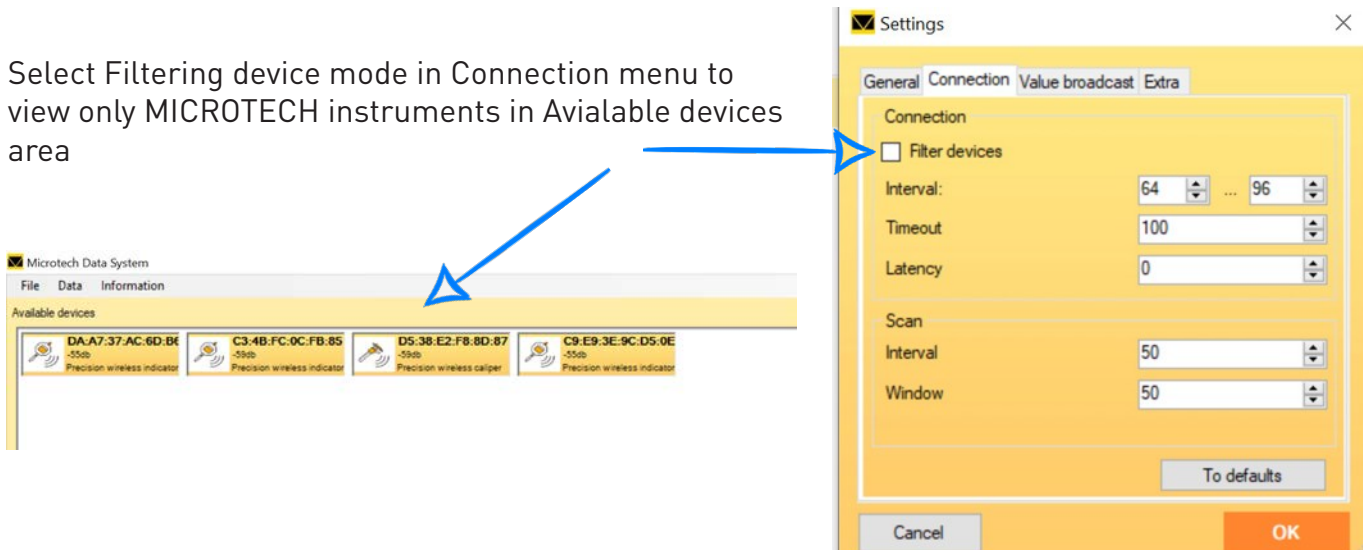 Select Filtering device mode in Connection menu to
view only MICROTECH instruments in Avialable devices
area
Microtech Data System
File Data Information
Available devices
DA:A7:37:AC:6D:B6
-55db
Precision wireless indicator
C3:4B:FC:0C:FB:85
-59db
Precision wireless indicator
D5:38:E2:F8:8D:87
-59db
Precision wireless caliper
C9:E9:3E:9C:D5:0E
-55db
Precision wireless indicator
Settings
General Connection Value broadcast Extra
Connection
Filter devices
Interval: 64 ... 96
Timeout 100
Latency 0
Scan
Interval 50
Window 50
To defaults
Cancel OK